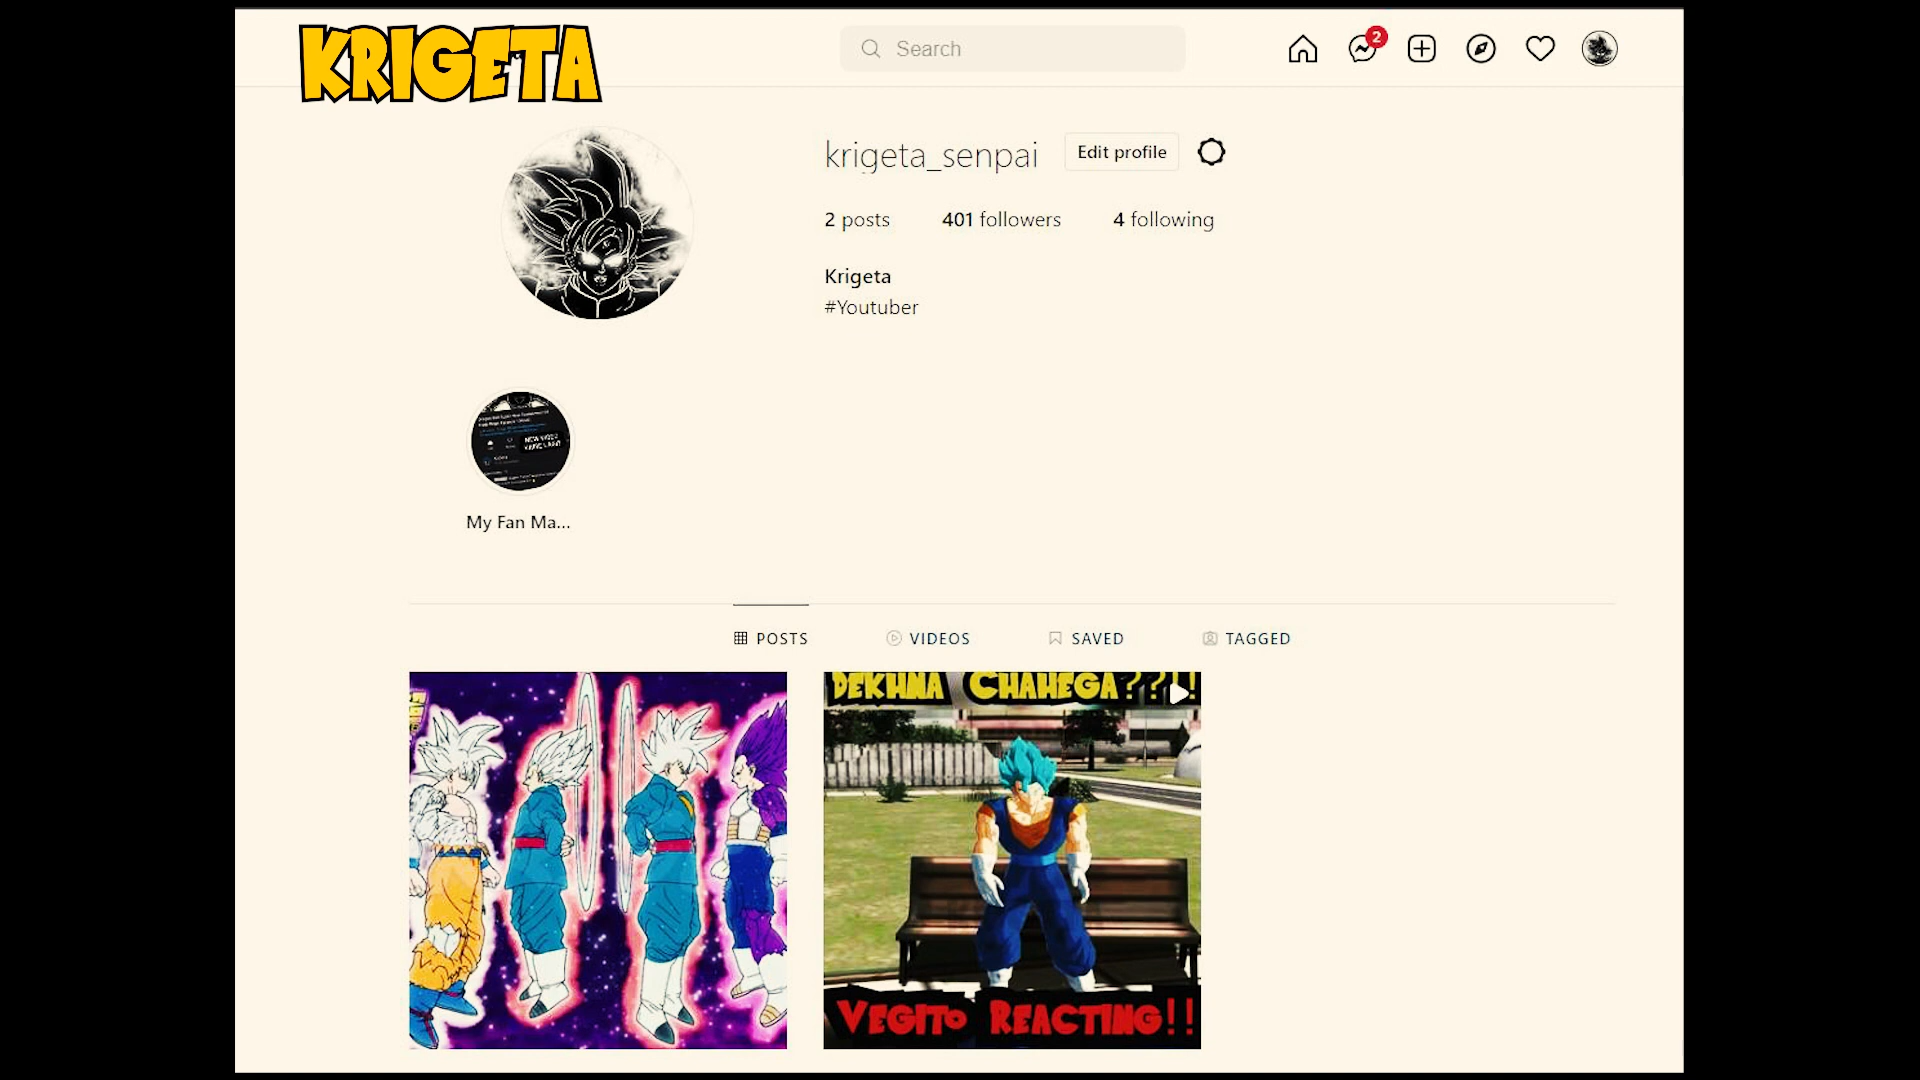 KRIGETA
Search
2
krigeta_senpai
Edit profile
2 posts
401 followers
4 following
Krigeta
#Youtuber
My Fan Ma...
POSTS
VIDEOS
SAVED
TAGGED
DEKHNA CHAHEGA??!!
VEGITO REACTING!!